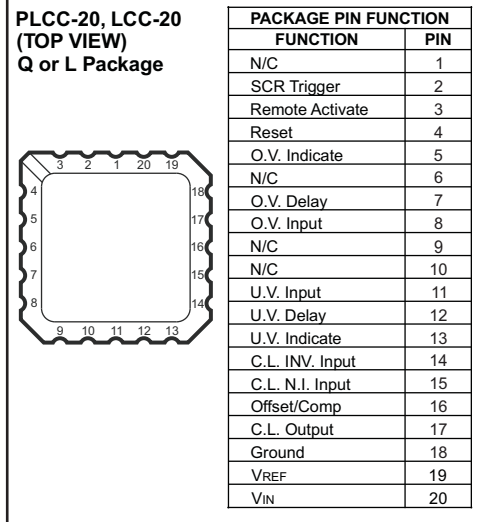 PLCC-20, LCC-20
(TOP VIEW)
Q or L Package
3 2 1 20 19
4
5
6
7
8
18
17
16
15
14
9 10 11 12 13
PACKAGE PIN FUNCTION
FUNCTION PIN
N/C 1
SCR Trigger 2
Remote Activate 3
Reset 4
O.V. Indicate 5
N/C 6
O.V. Delay 7
O.V. Input 8
N/C 9
N/C 10
U.V. Input 11
U.V. Delay 12
U.V. Indicate 13
C.L. INV. Input 14
C.L. N.I. Input 15
Offset/Comp 16
C.L. Output 17
Ground 18
VREF 19
VIN 20